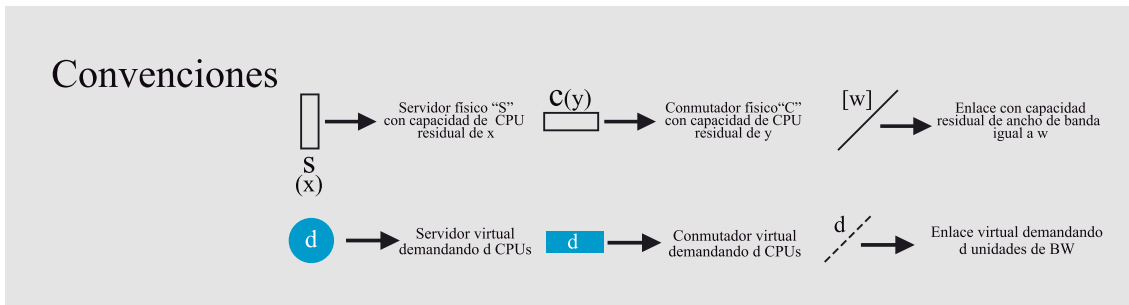 Convenciones
S
(x)
Servidor físico “S”
con capacidad de CPU
residual de x
C(y)
Conmutador físico“C”
con capacidad de CPU
residual de y
[w]
Enlace con capacidad
residual de ancho de banda
igual a w
d
Servidor virtual
demandando d CPUs
d
Conmutador virtual
demandando d CPUs
d
Enlace virtual demandando
d unidades de BW